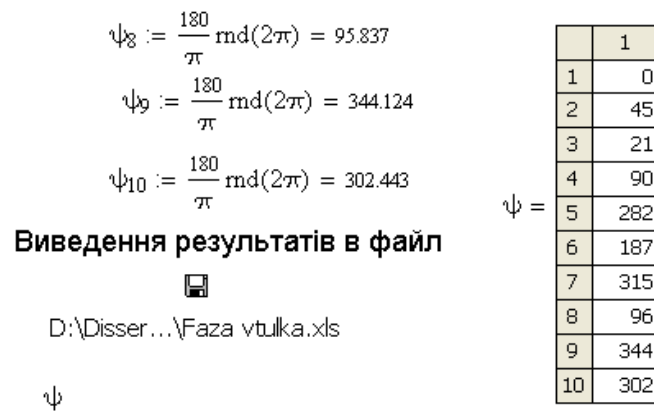 ψ8 := 180/π rnd(2π) = 95.837
ψ9 := 180/π rnd(2π) = 344.124
ψ10 := 180/π rnd(2π) = 302.443
Виведення результатів в файл
D:\Disser...\Faza vtulka.xls
ψ
ψ =
1
1 0
2 45
3 21
4 90
5 282
6 187
7 315
8 96
9 344
10 302